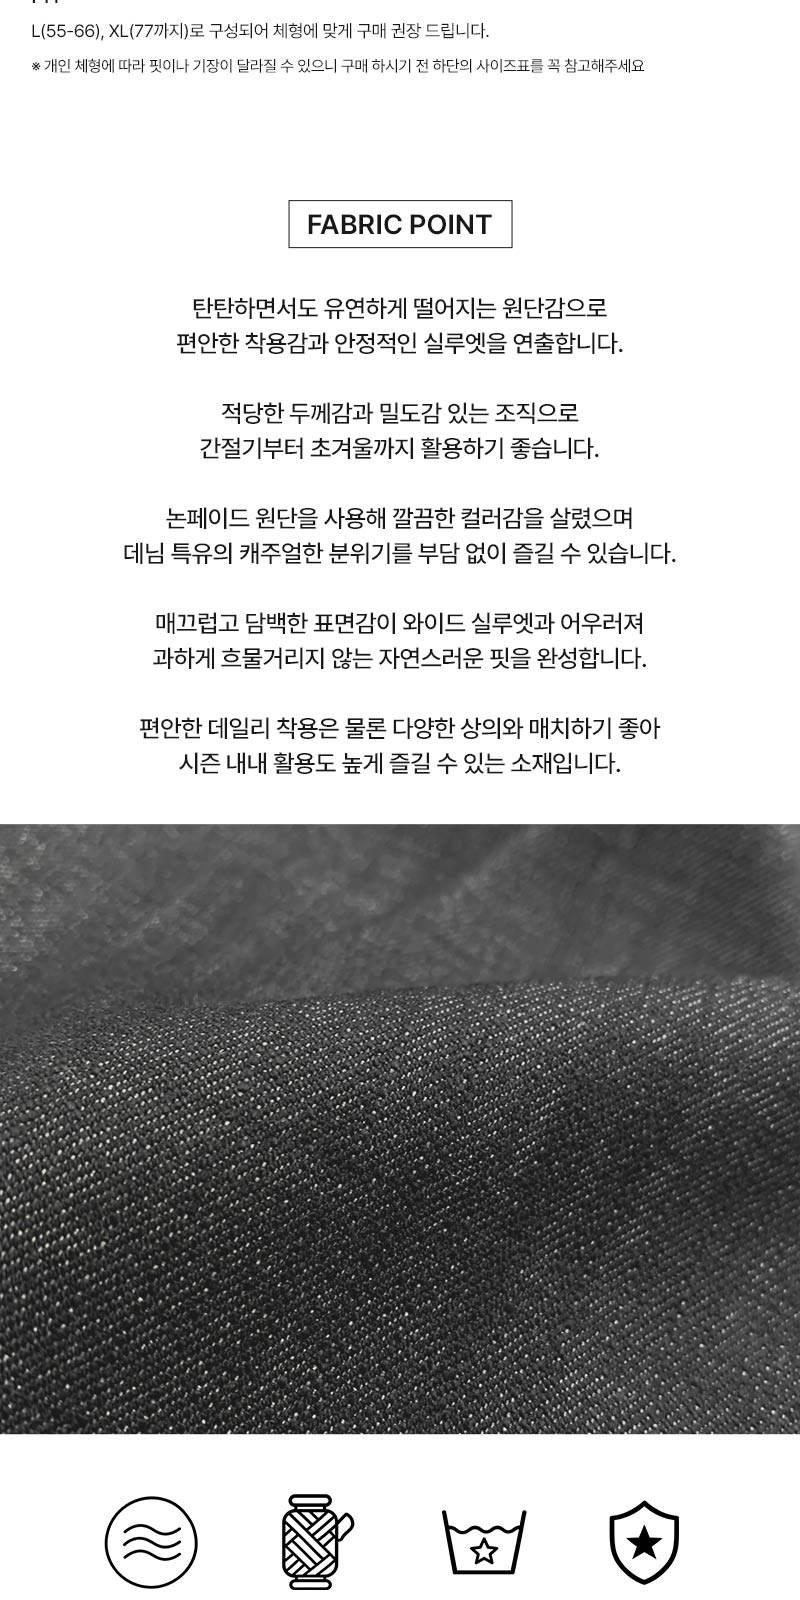 L(55-66), XL(77까지)로 구성되어 체형에 맞게 구매 권장 드립니다.
※ 개인 체형에 따라 핏이나 기장이 달라질 수 있으니 구매 하시기 전 하단의 사이즈표를 꼭 참고해주세요
FABRIC POINT
탄탄하면서도 유연하게 떨어지는 원단감으로
편안한 착용감과 안정적인 실루엣을 연출합니다.
적당한 두께감과 밀도감 있는 조직으로
간절기부터 초겨울까지 활용하기 좋습니다.
논페이드 원단을 사용해 깔끔한 컬러감을 살렸으며
데님 특유의 캐주얼한 분위기를 부담 없이 즐길 수 있습니다.
매끄럽고 담백한 표면감이 와이드 실루엣과 어우러져
과하게 흐물거리지 않는 자연스러운 핏을 완성합니다.
편안한 데일리 착용은 물론 다양한 상의와 매치하기 좋아
시즌 내내 활용도 높게 즐길 수 있는 소재입니다.